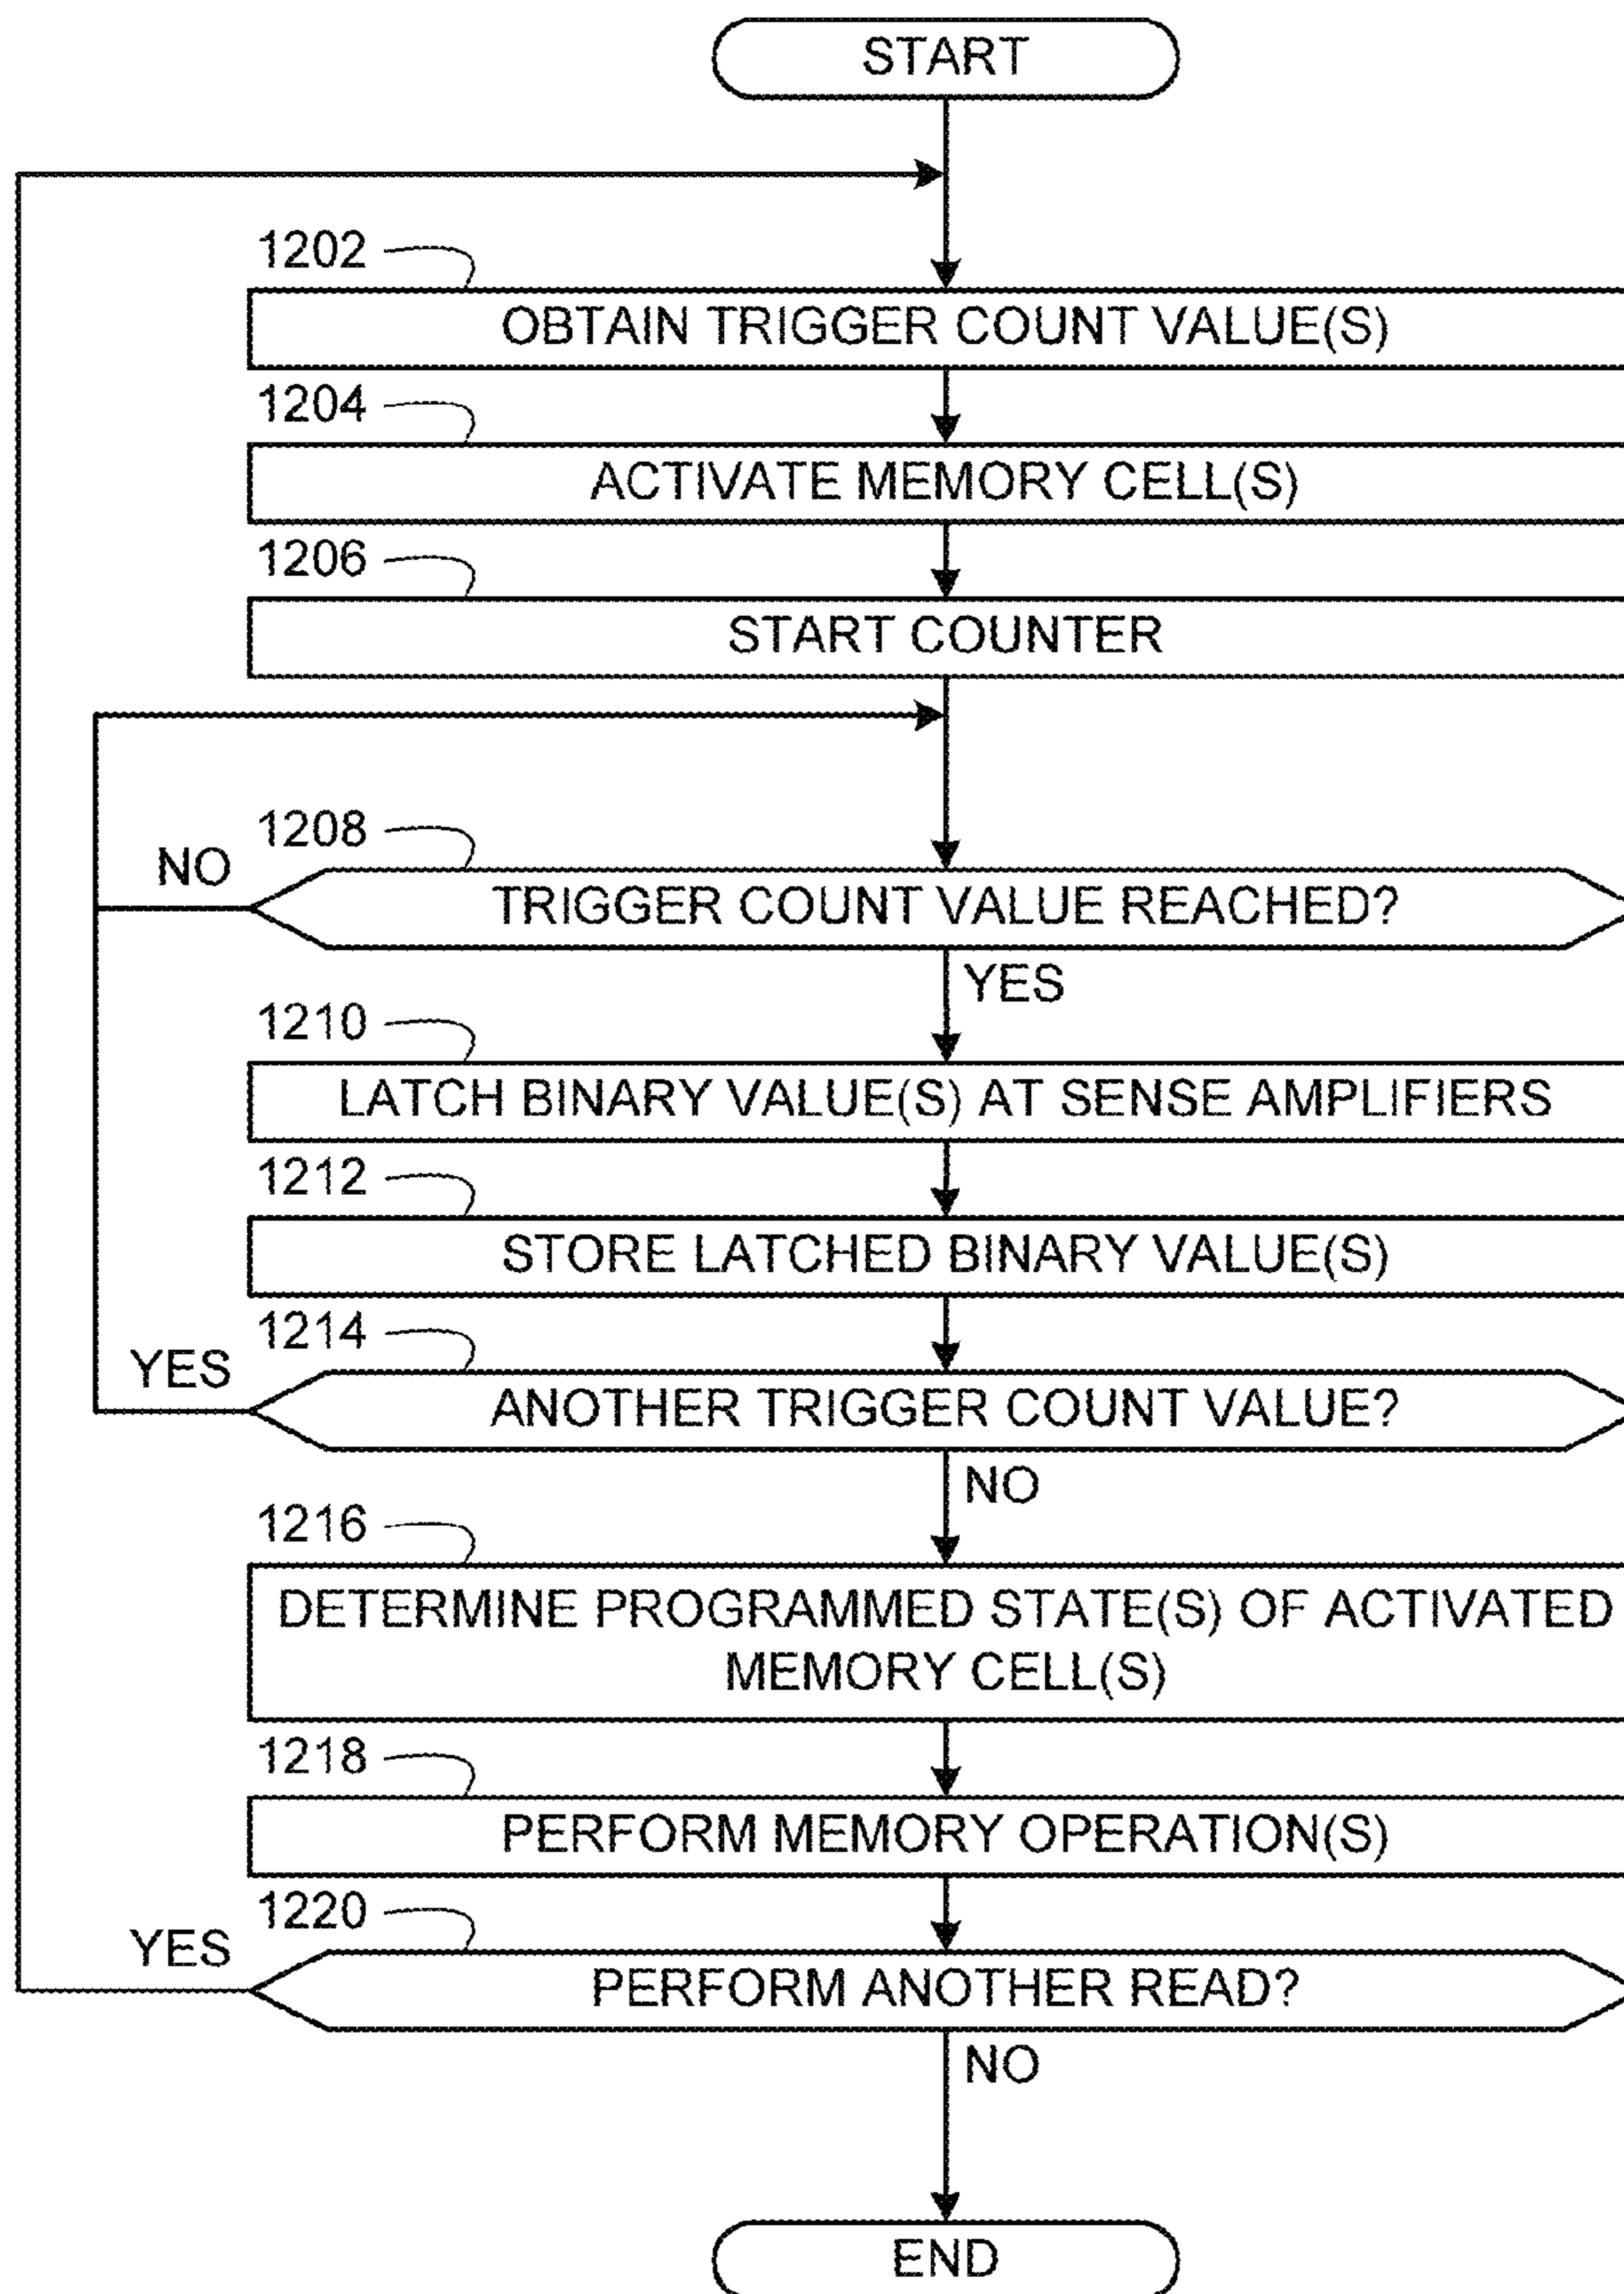 START
1202
OBTAIN TRIGGER COUNT VALUE(S)
1204
ACTIVATE MEMORY CELL(S)
1206
START COUNTER
1208
NO
TRIGGER COUNT VALUE REACHED?
YES
1210
LATCH BINARY VALUE(S) AT SENSE AMPLIFIERS
1212
STORE LATCHED BINARY VALUE(S)
1214
YES
ANOTHER TRIGGER COUNT VALUE?
NO
1216
DETERMINE PROGRAMMED STATE(S) OF ACTIVATED
MEMORY CELL(S)
1218
PERFORM MEMORY OPERATION(S)
1220
YES
PERFORM ANOTHER READ?
NO
END